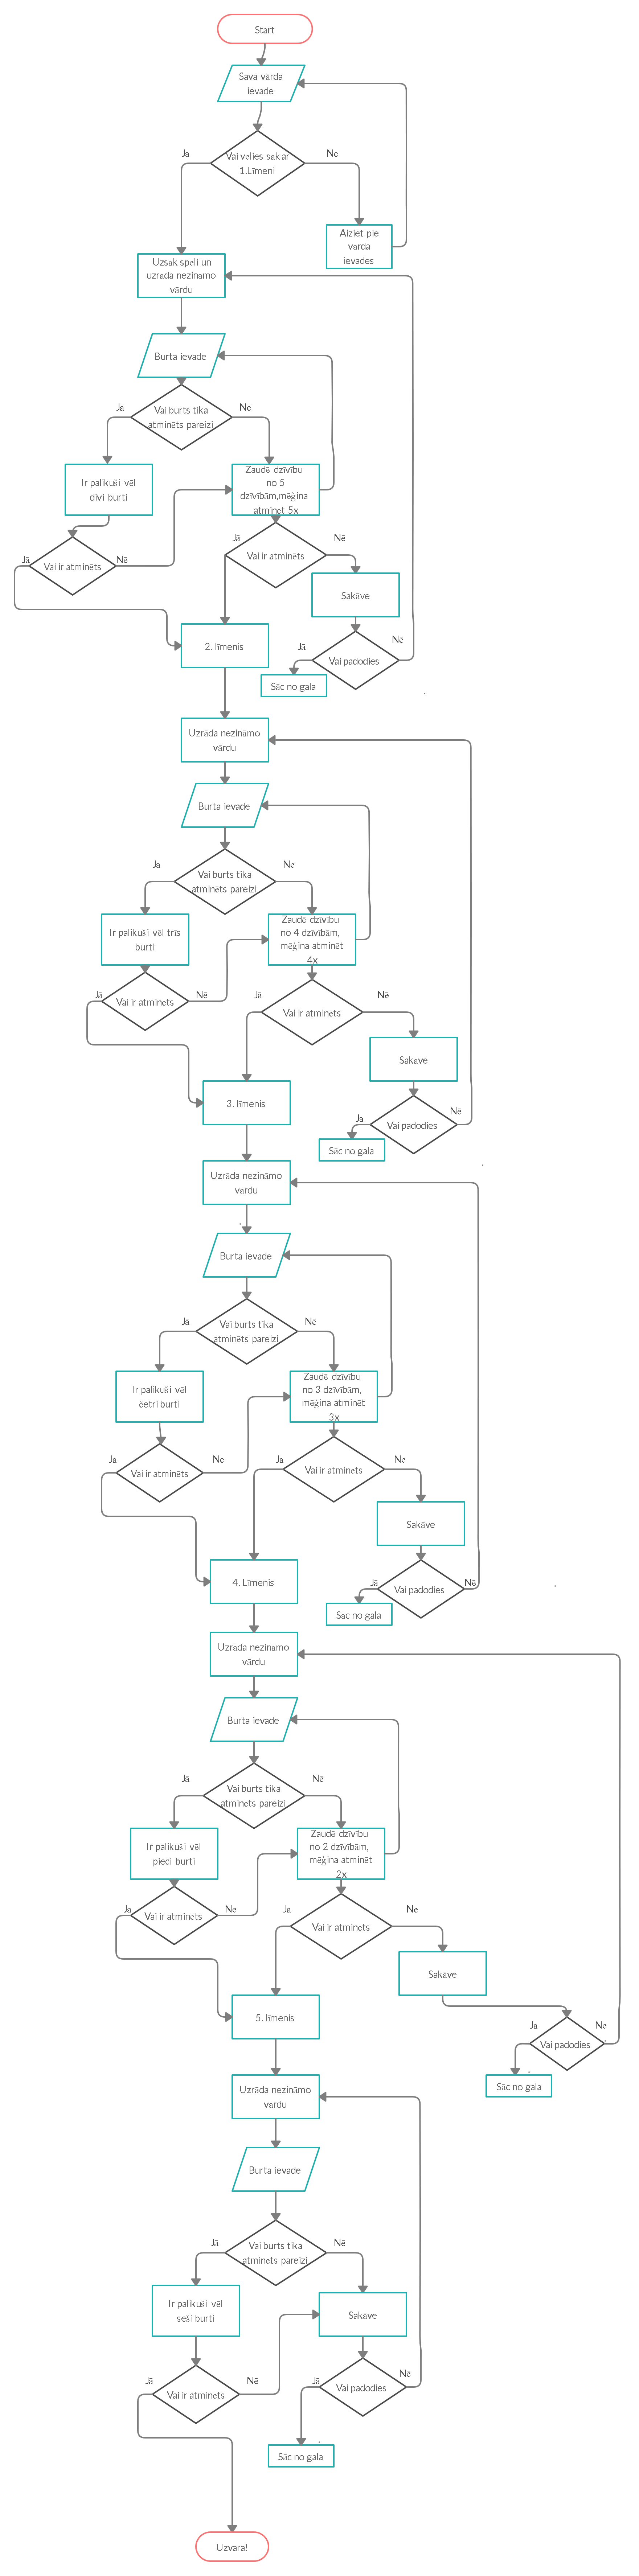 Start
Sava vārda
ievade
Vai vēlies sāk ar
1.Līmeni
Jā
Nē
Aiziet pie
vārda
ievades
Uzsāk spēli un
uzrāda nezināmo
vārdu
Burta ievade
Vai burts tika
atminēts pareizi
Jā
Nē
Ir palikuši vēl
divi burti
Zaudē dzīvību
no 5
dzīvībām,mēģina
atminēt 5x
Vai ir atminēts
Jā
Nē
Vai ir atminēts
Jā
Nē
Sakāve
2. līmenis
Vai padodies
Jā
Nē
Sāc no gala
Uzrāda nezināmo
vārdu
Burta ievade
Vai burts tika
atminēts pareizi
Jā
Nē
Ir palikuši vēl trīs
burti
Zaudē dzīvību
no 4 dzīvībām,
mēģina atminēt
4x
Vai ir atminēts
Jā
Nē
Vai ir atminēts
Jā
Nē
Sakāve
3. līmenis
Vai padodies
Jā
Nē
Sāc no gala
Uzrāda nezināmo
vārdu
Burta ievade
Vai burts tika
atminēts pareizi
Jā
Nē
Ir palikuši vēl
četri burti
Zaudē dzīvību
no 3 dzīvībām,
mēģina atminēt
3x
Vai ir atminēts
Jā
Nē
Vai ir atminēts
Jā
Nē
Sakāve
4. Līmenis
Vai padodies
Jā
Nē
Sāc no gala
Uzrāda nezināmo
vārdu
Burta ievade
Vai burts tika
atminēts pareizi
Jā
Nē
Ir palikuši vēl
pieci burti
Zaudē dzīvību
no 2 dzīvībām,
mēģina atminēt
2x
Vai ir atminēts
Jā
Nē
Vai ir atminēts
Jā
Nē
Sakāve
5. līmenis
Vai padodies
Jā
Nē
Sāc no gala
Uzrāda nezināmo
vārdu
Burta ievade
Vai burts tika
atminēts pareizi
Jā
Nē
Ir palikuši vēl
seši burti
Sakāve
Vai ir atminēts
Jā
Nē
Vai padodies
Jā
Nē
Sāc no gala
Uzvara!